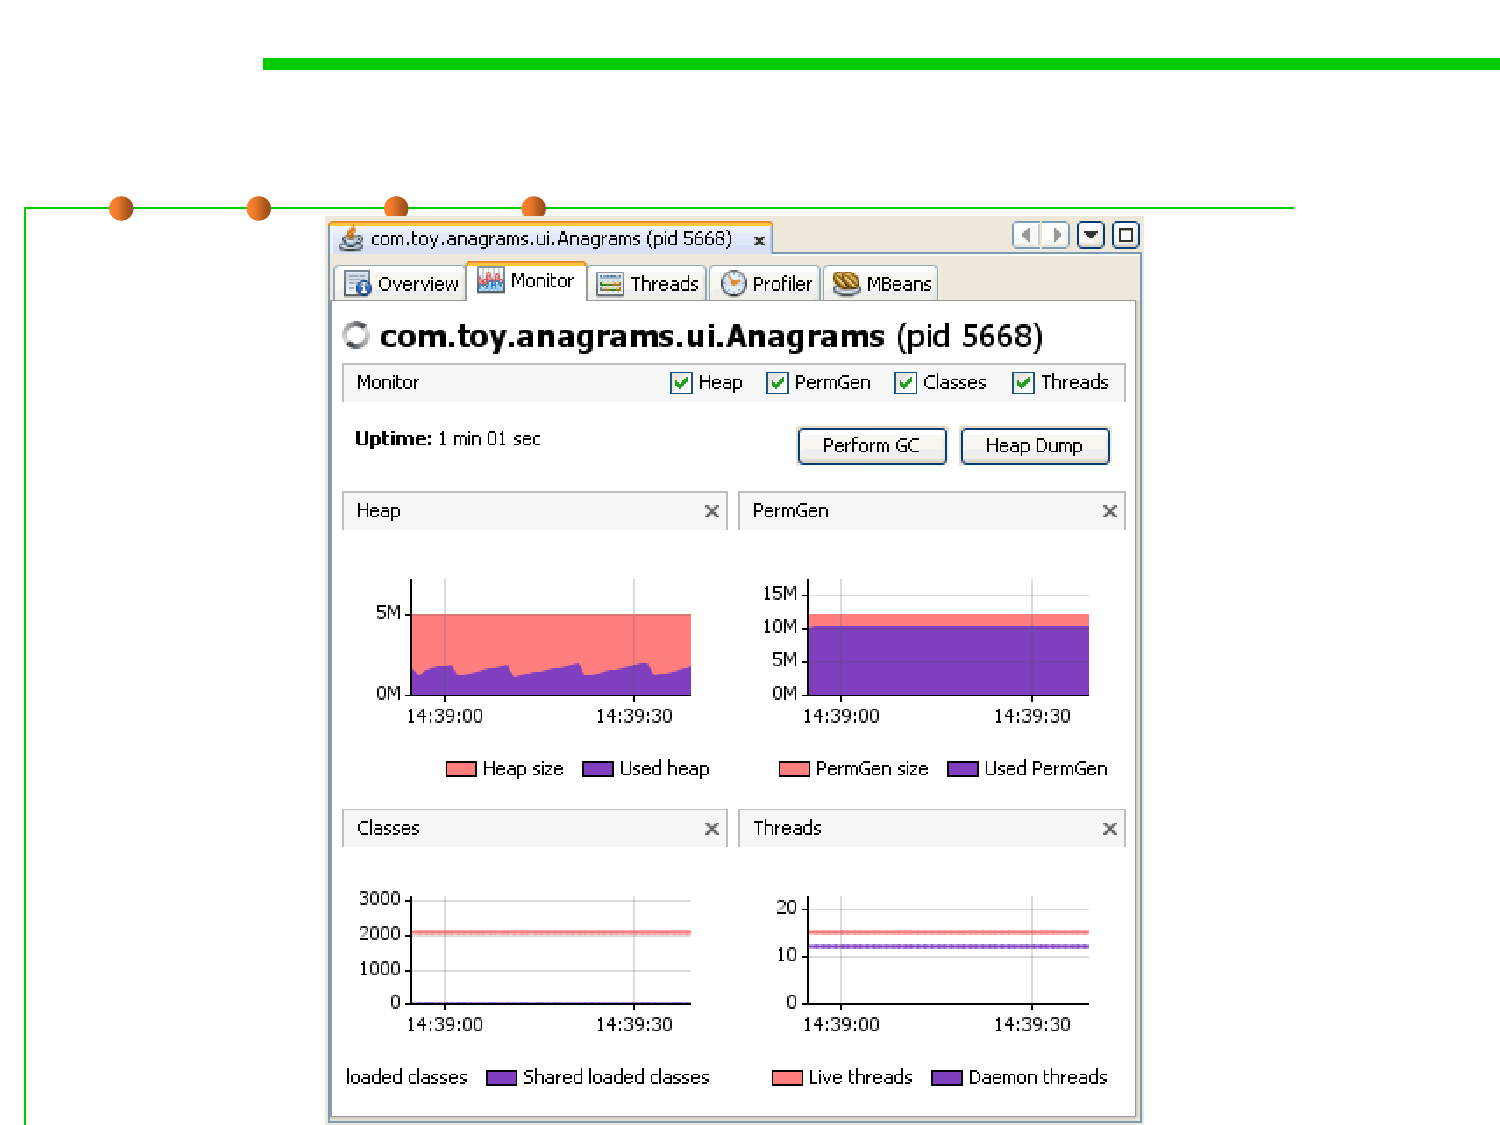 com.toy.anagrams.ui.Anagrams (pid 5668)
Overview Monitor Threads Profiler MBeans
com.toy.anagrams.ui.Anagrams (pid 5668)
Monitor Heap PermGen Classes Threads
Uptime: 1 min 01 sec Perform GC Heap Dump
Heap PermGen
5M
0M
14:39:00 14:39:30
Heap size Used heap
15M
10M
5M
0M
14:39:00 14:39:30
PermGen size Used PermGen
Classes Threads
3000
2000
1000
0
14:39:00 14:39:30
loaded classes Shared loaded classes
20
10
0
14:39:00 14:39:30
Live threads Daemon threads